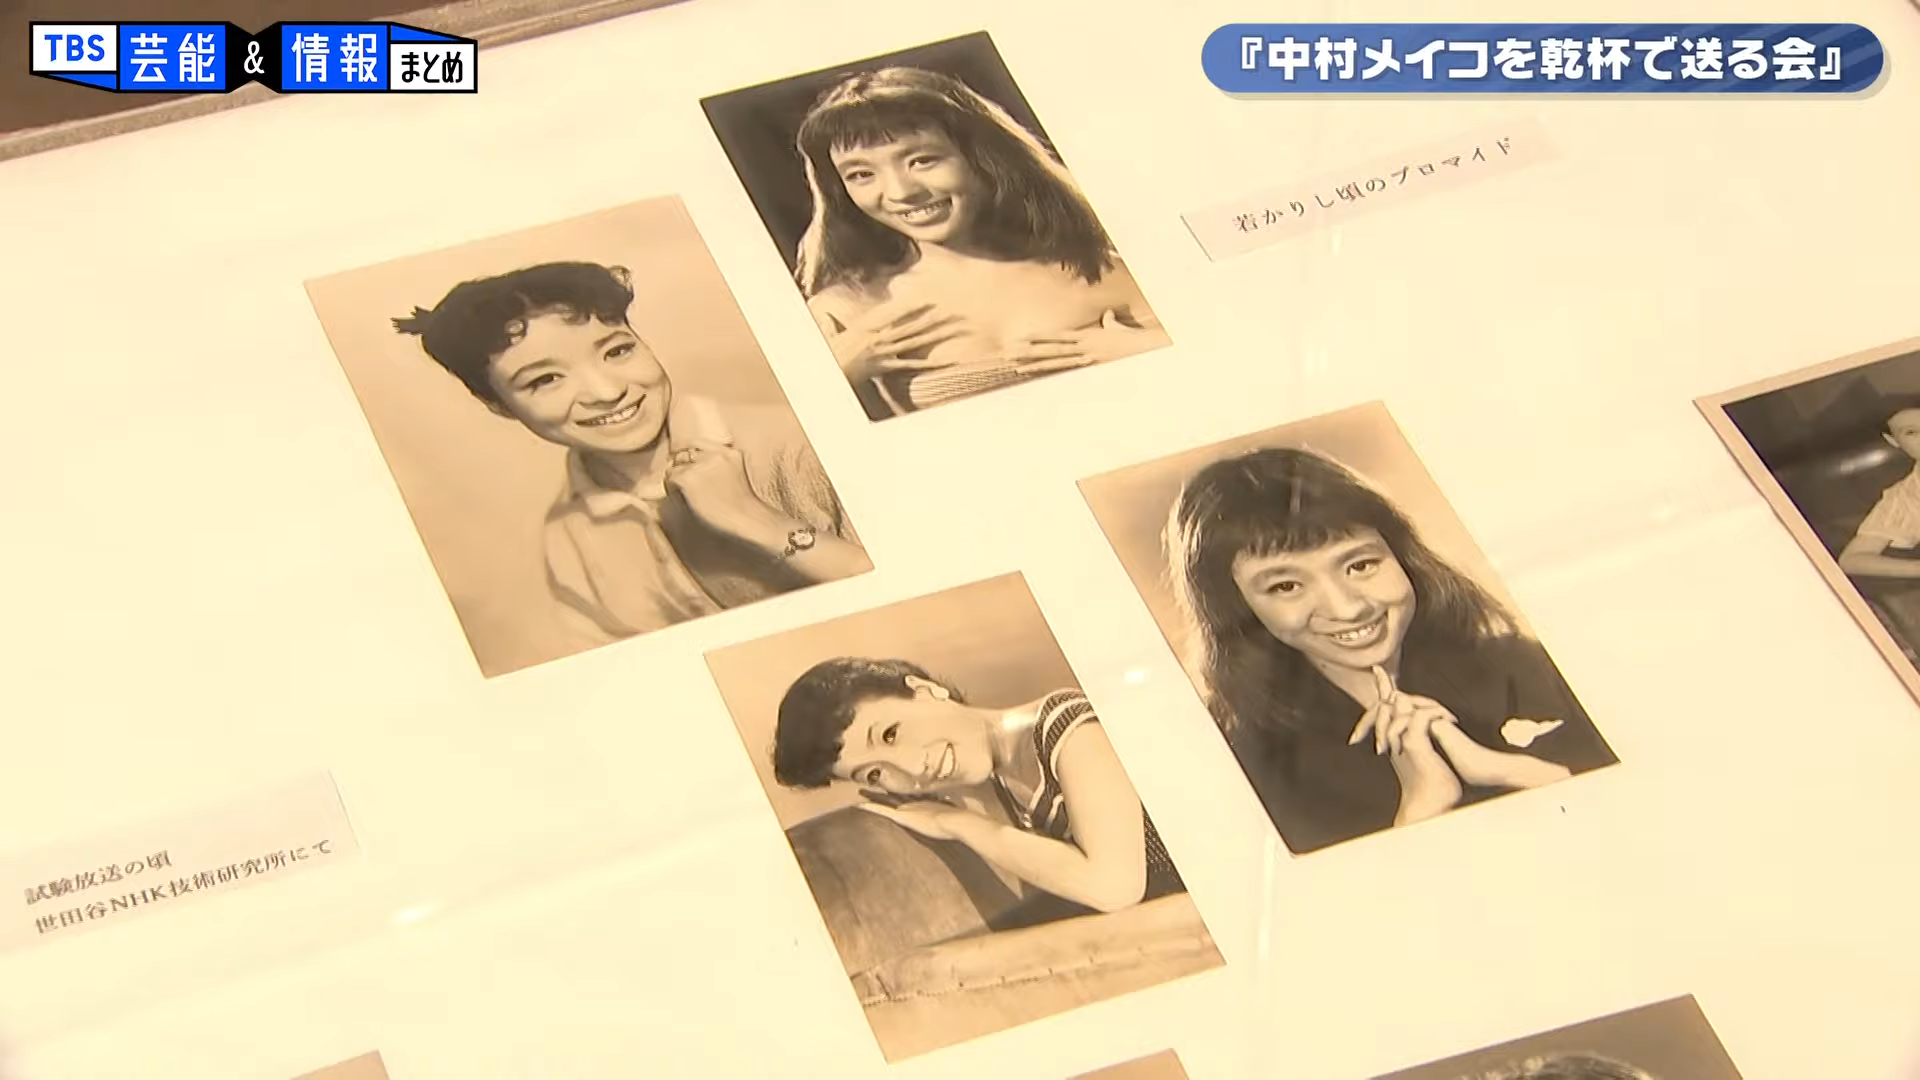 TBS 芸能 & 情報 まとめ
『中村メイコを乾杯で送る会』
若かりし頃のブロマイド
試験放送の頃
世田谷NHK技術研究所にて